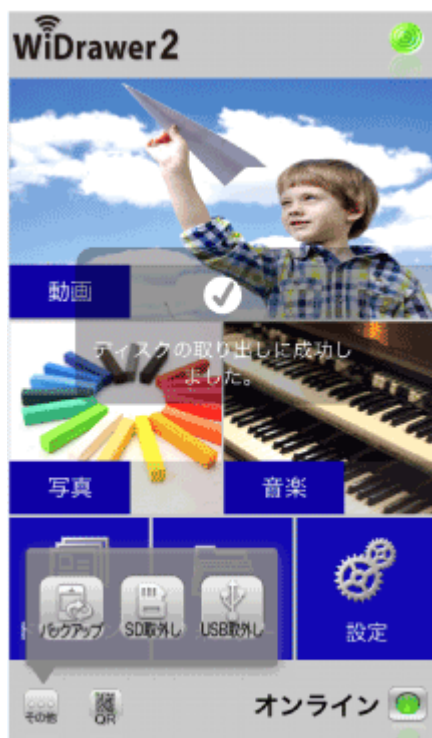 WiDrawer2
動画
ディスクの取り出しに成功し
ました。
写真
音楽
バックアップ
SD取外し
USB取外し
設定
その他
QR
オンライン